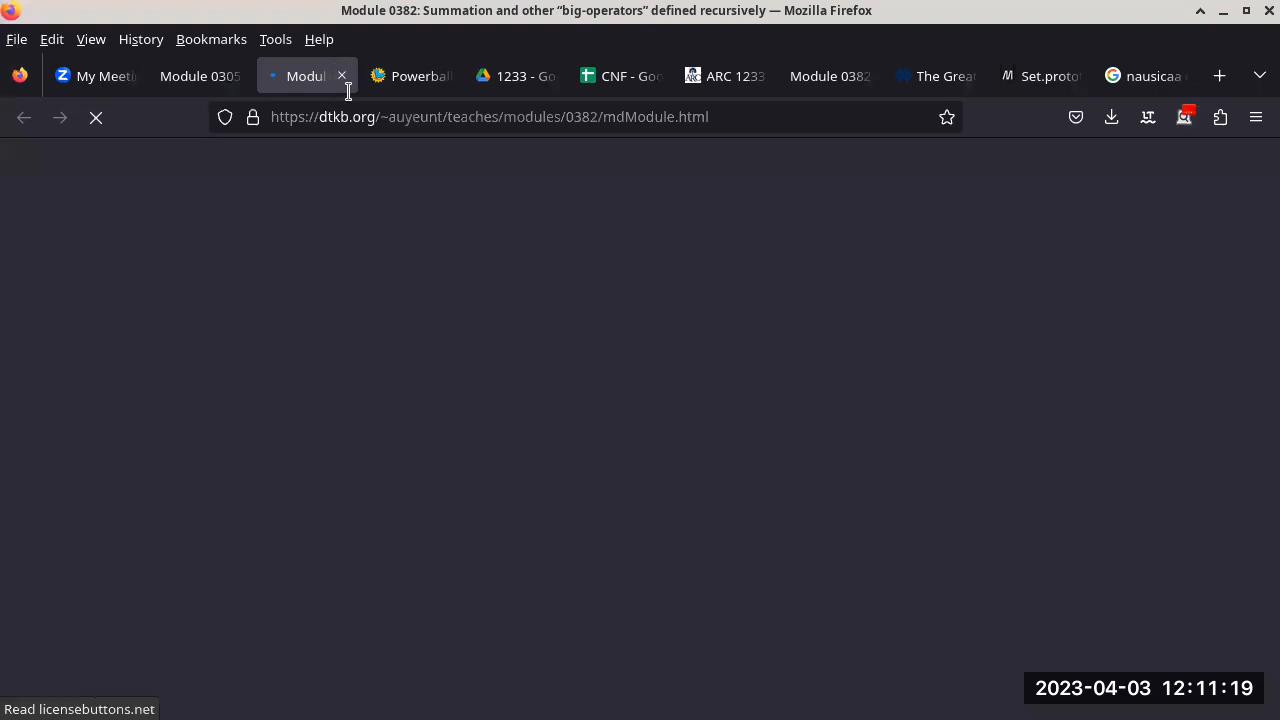 Module 0382: Summation and other “big-operators” defined recursively — Mozilla Firefox
File Edit View History Bookmarks Tools Help
My Meeti Module 0305 Modul Powerball 1233 - Go CNF - Goo ARC 1233 Module 0382 The Great Set.proto nausicaa
https://dtkb.org/~auyeunt/teaches/modules/0382/mdModule.html
2023-04-03 12:11:19
Read licensebuttons.net